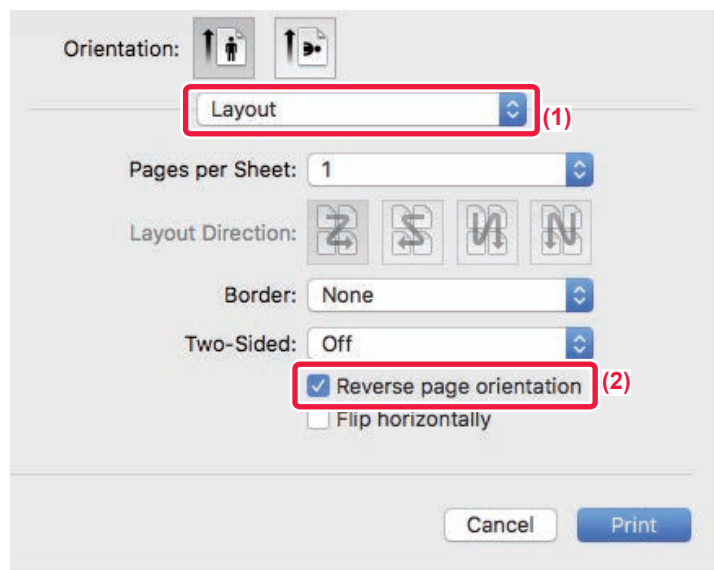 Orientation:
Layout
(1)
Pages per Sheet: 1
Layout Direction:
Border: None
Two-Sided: Off
Reverse page orientation
(2)
Flip horizontally
Cancel Print